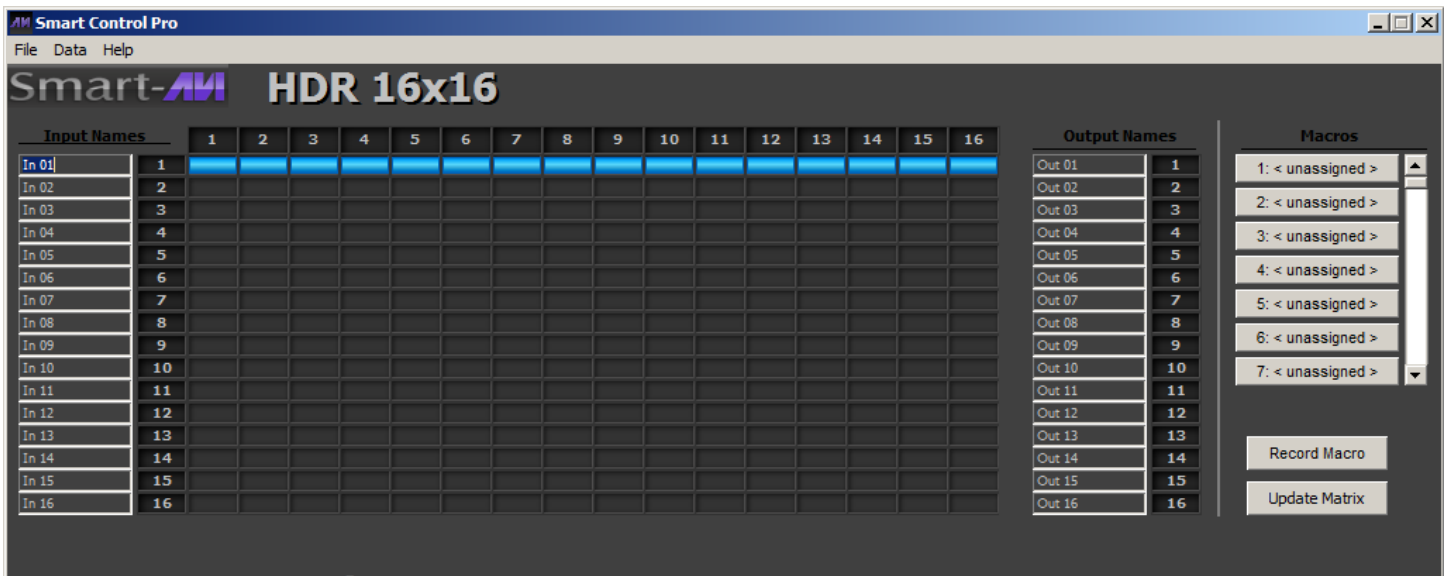 Smart Control Pro
File Data Help
Smart-AVI HDR 16x16
Input Names 1 2 3 4 5 6 7 8 9 10 11 12 13 14 15 16 Output Names Macros
In 01 1 Out 01 1 1: < unassigned >
In 02 2 Out 02 2 2: < unassigned >
In 03 3 Out 03 3 3: < unassigned >
In 04 4 Out 04 4
In 05 5 Out 05 5 4: < unassigned >
In 06 6 Out 06 6
In 07 7 Out 07 7 5: < unassigned >
In 08 8 Out 08 8 6: < unassigned >
In 09 9 Out 09 9
In 10 10 Out 10 10 7: < unassigned >
In 11 11 Out 11 11
In 12 12 Out 12 12
In 13 13 Out 13 13
In 14 14 Out 14 14 Record Macro
In 15 15 Out 15 15
In 16 16 Out 16 16 Update Matrix